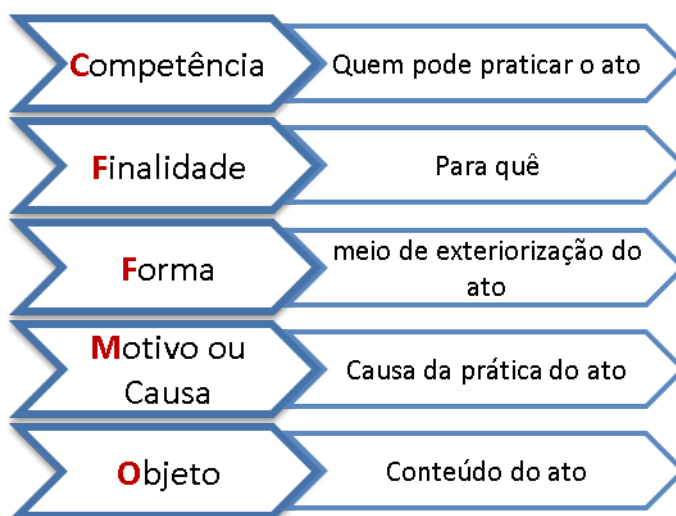 Competência
Quem pode praticar o ato
Finalidade
Para quê
Forma
meio de exteriorização do
ato
Motivo ou
Causa
Causa da prática do ato
Objeto
Conteúdo do ato